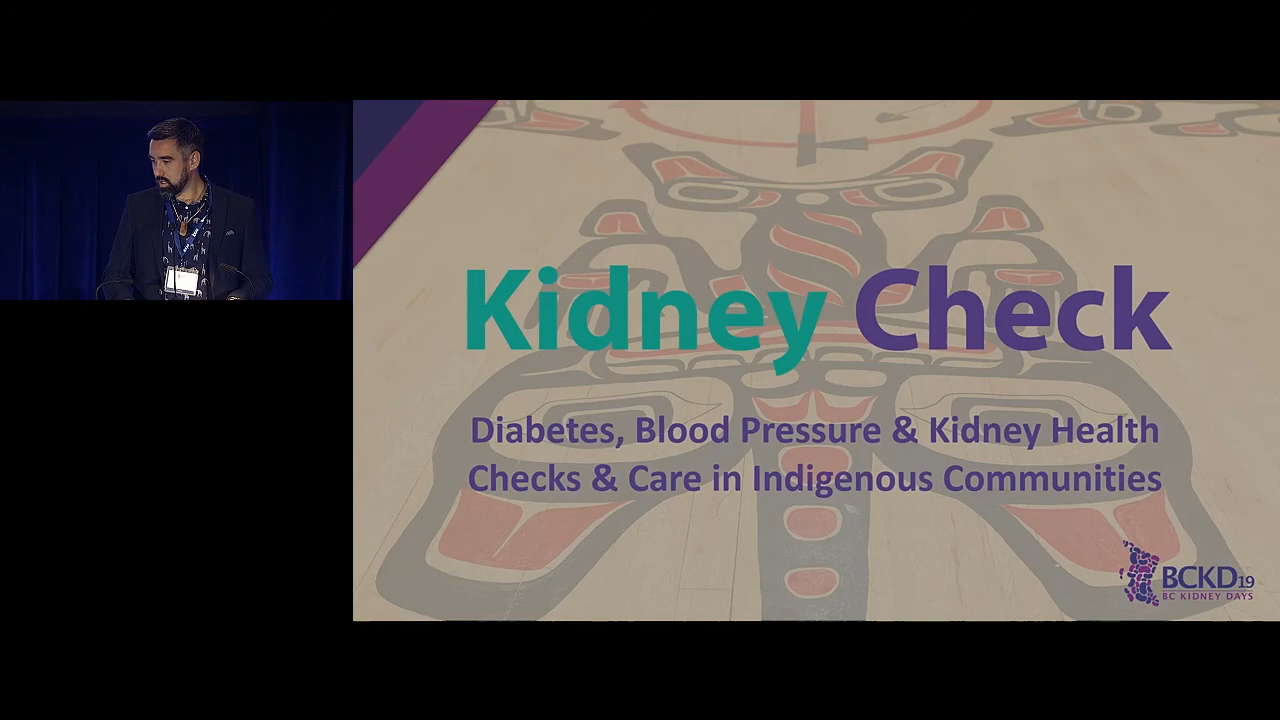 Kidney Check
Diabetes, Blood Pressure & Kidney Health
Checks & Care in Indigenous Communities
BCKD19
BC KIDNEY DAYS